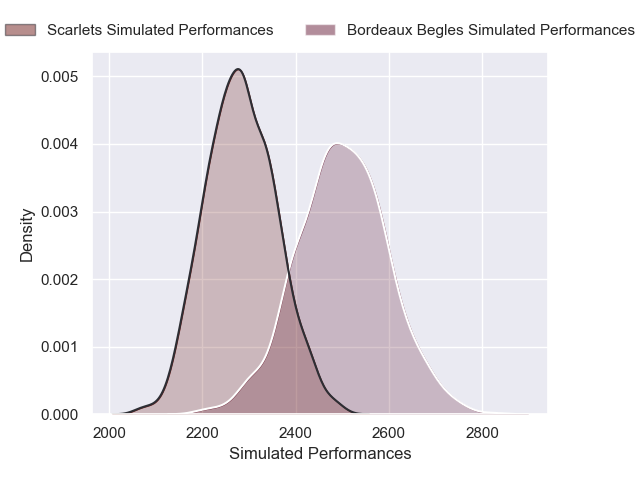 Scarlets Simulated Performances
Bordeaux Begles Simulated Performances
0.005
0.004
0.003
0.002
0.001
0.000
Density
2000
2200
2400
2600
2800
Simulated Performances